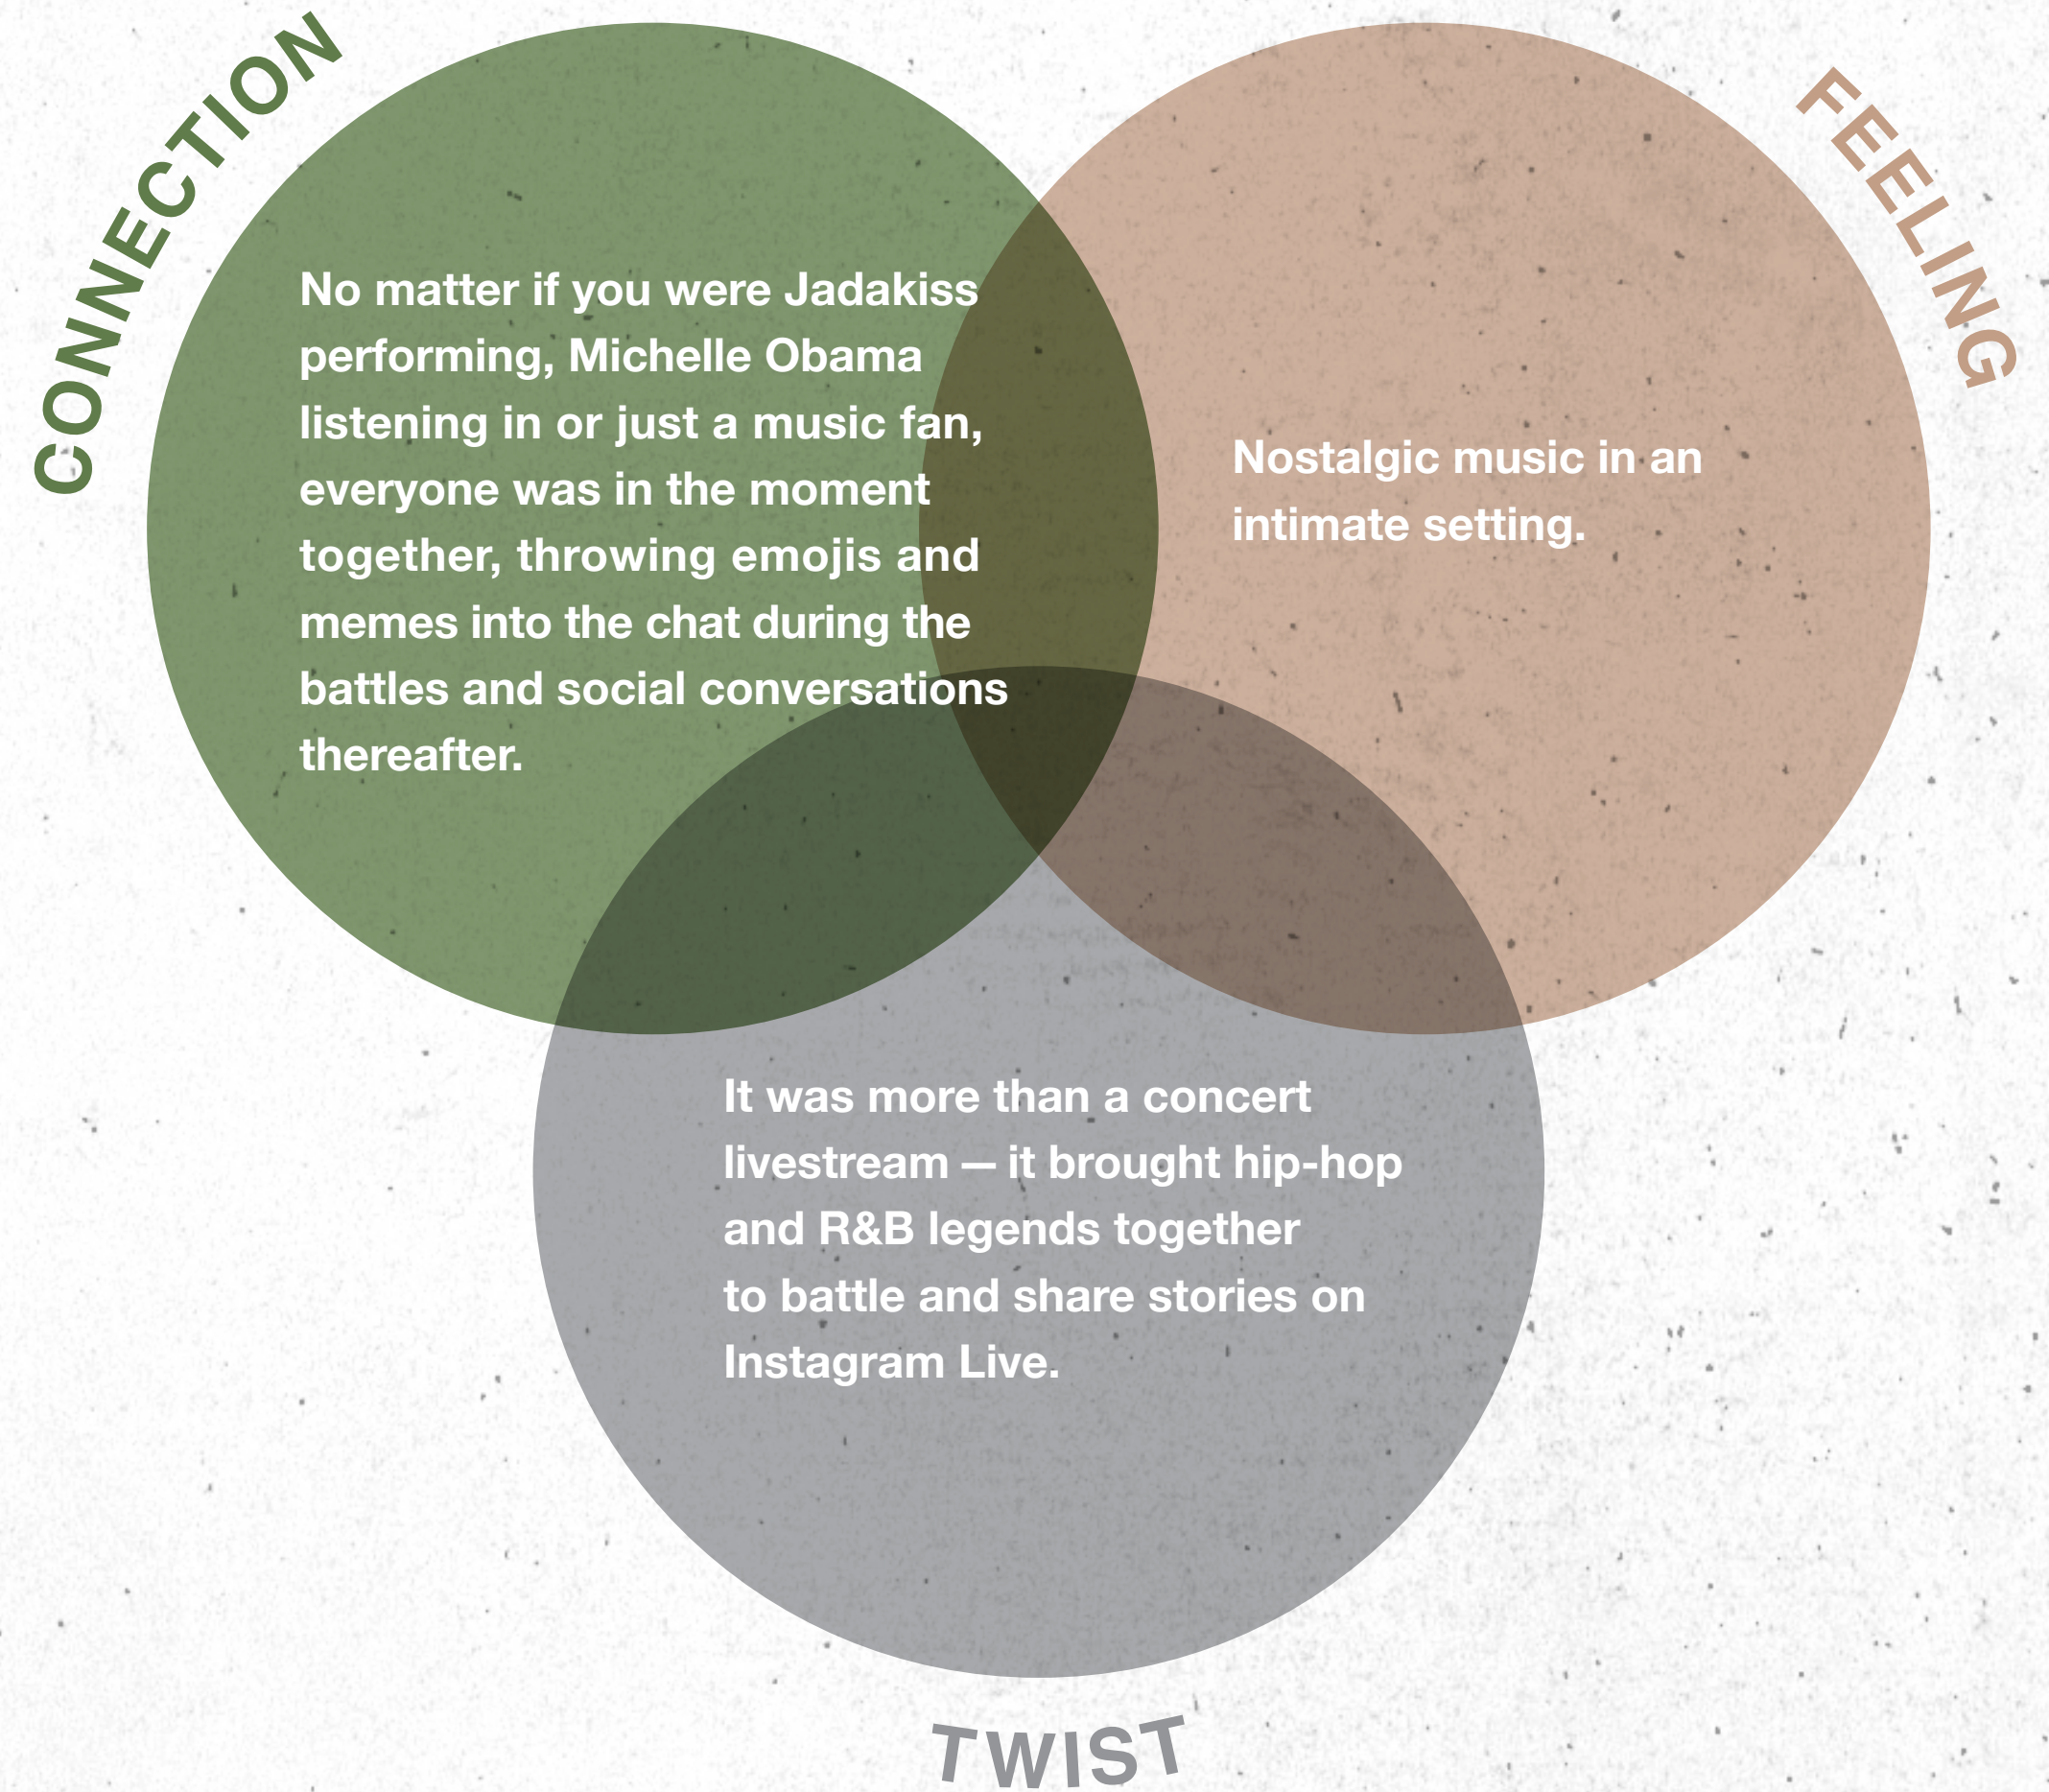 CONNECTION
No matter if you were Jadakiss
performing, Michelle Obama
listening in or just a music fan,
everyone was in the moment
together, throwing emojis and
memes into the chat during the
battles and social conversations
thereafter.
FEELING
Nostalgic music in an
intimate setting.
It was more than a concert
livestream — it brought hip-hop
and R&B legends together
to battle and share stories on
Instagram Live.
TWIST